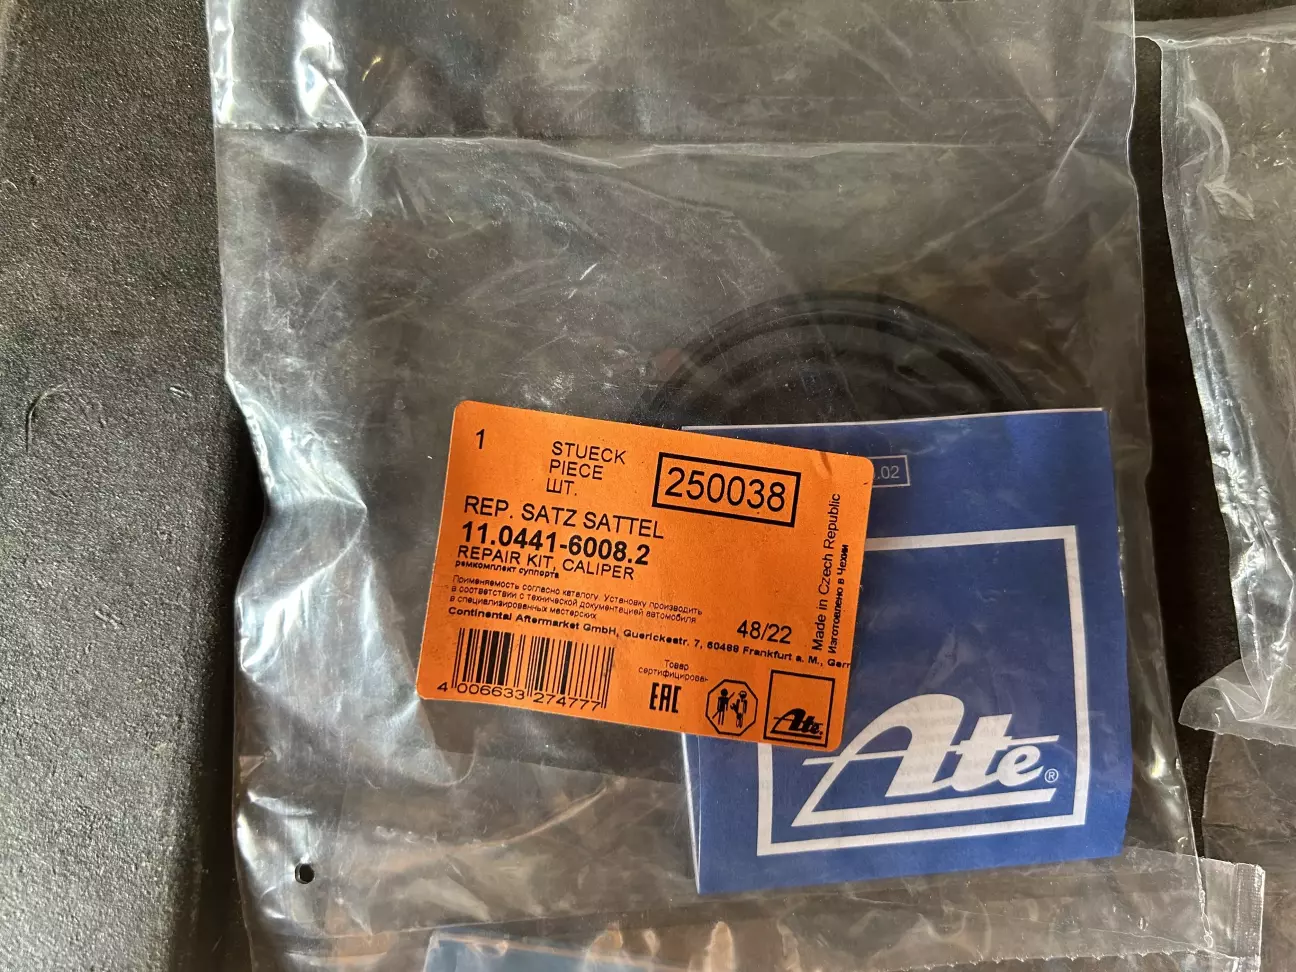 1
STUECK
PIECE
ШТ.
250038
REP. SATZ SATTEL
11.0441-6008.2
REPAIR KIT, CALIPER
ремкомплект суппорта
Применяемость согласно каталогу. Установку производить
в соответствии с технической документацией автомобиля
в специализированных мастерских
Continental Aftermarket GmbH, Guerickestr. 7, 60488 Frankfurt a. M., Germ
48/22
Made in Czech Republic
Изготовлено в Чехии
4 006633 274777
Товар
сертифицирован
EAC
Ate
.02
Ate®